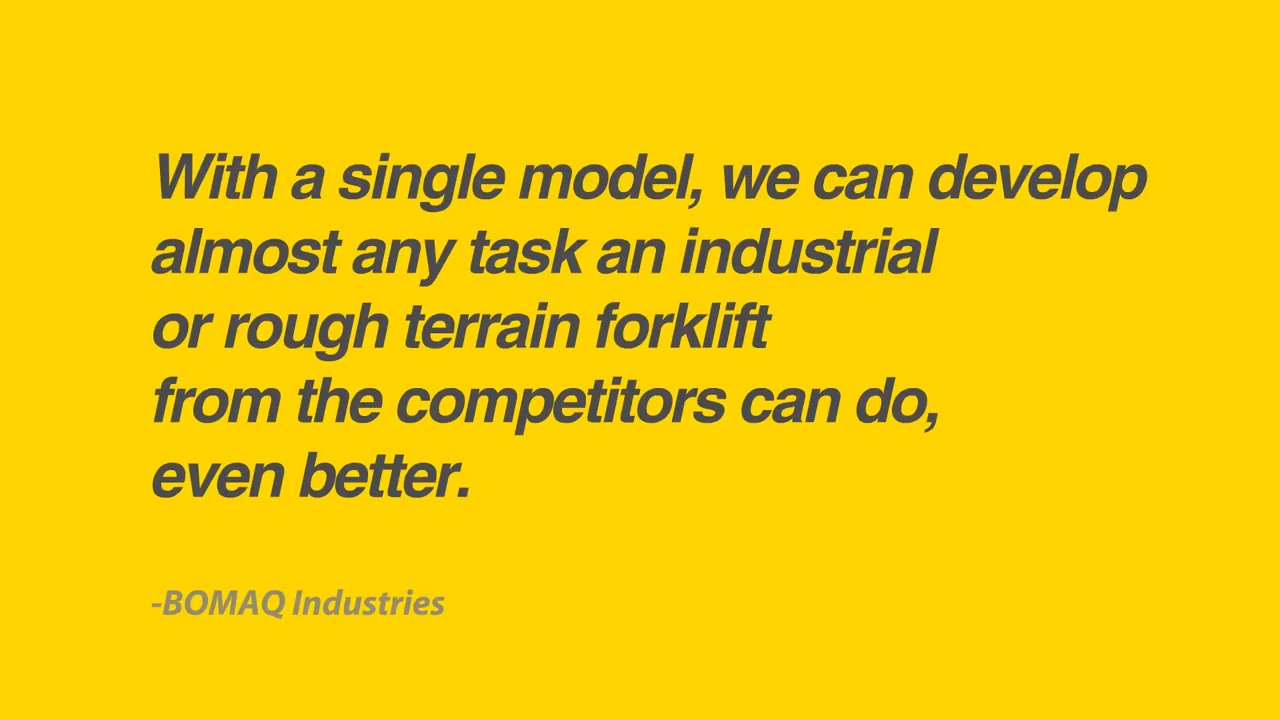 With a single model, we can develop
almost any task an industrial
or rough terrain forklift
from the competitors can do,
even better.
-BOMAQ Industries